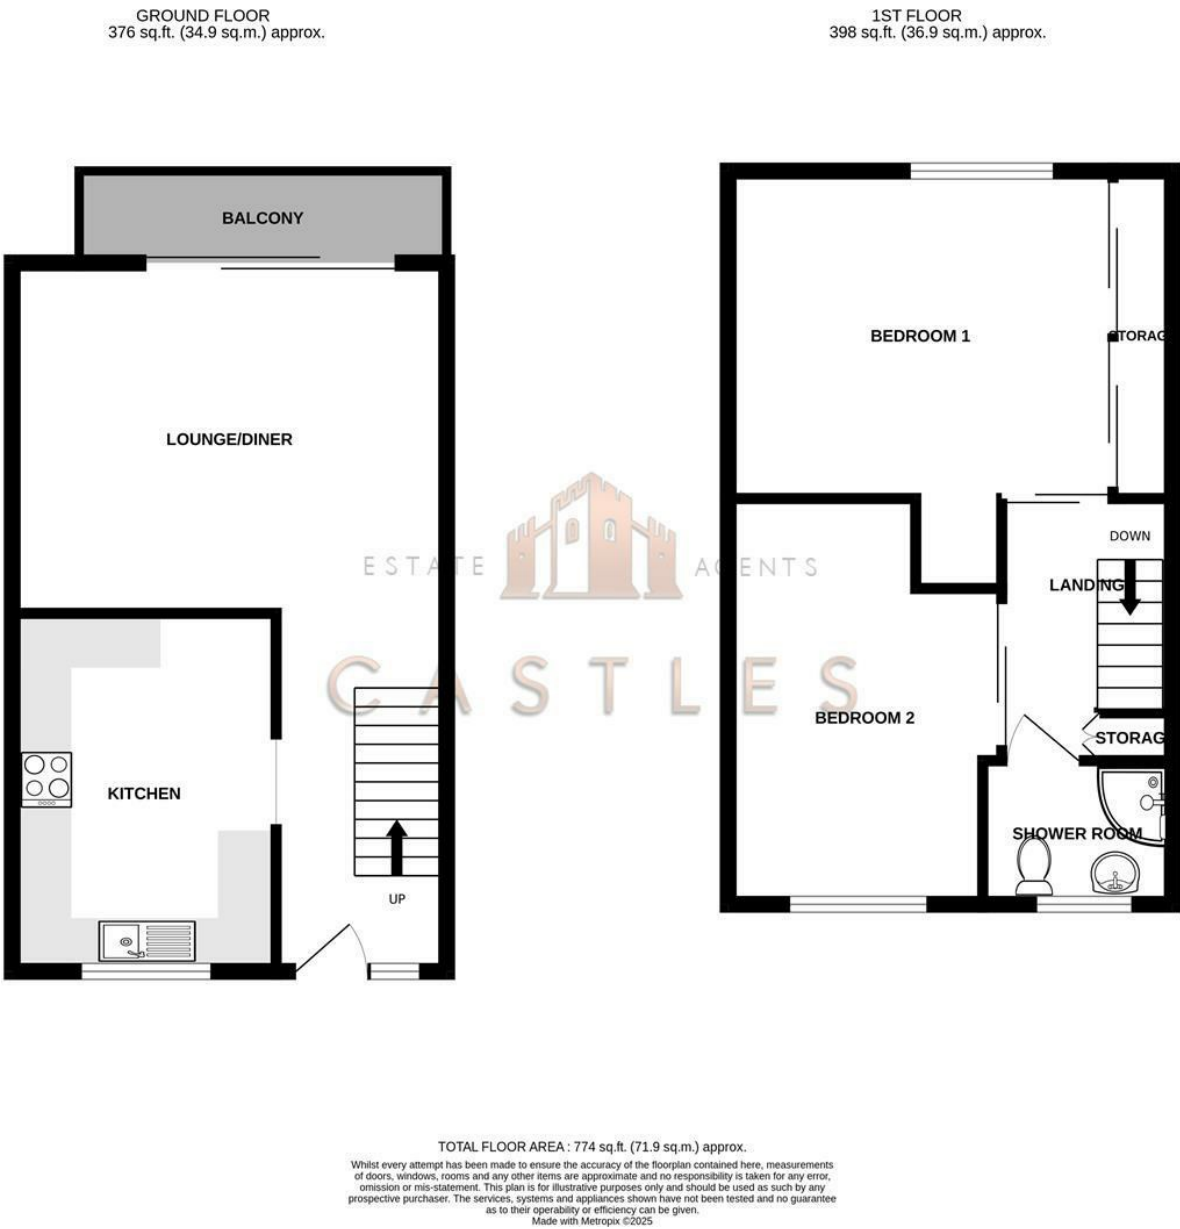 GROUND FLOOR
376 sq.ft. (34.9 sq.m.) approx.
1ST FLOOR
398 sq.ft. (36.9 sq.m.) approx.
BALCONY
LOUNGE/DINER
KITCHEN
UP
BEDROOM 1
STORAG
DOWN
LANDING
BEDROOM 2
STORAG
SHOWER ROOM
ESTATE AGENTS
CASTLES
TOTAL FLOOR AREA : 774 sq.ft. (71.9 sq.m.) approx.
Whilst every attempt has been made to ensure the accuracy of the floorplan contained here, measurements
of doors, windows, rooms and any other items are approximate and no responsibility is taken for any error,
omission or mis-statement. This plan is for illustrative purposes only and should be used as such by any
prospective purchaser. The services, systems and appliances shown have not been tested and no guarantee
as to their operability or efficiency can be given.
Made with Metropix ©2025